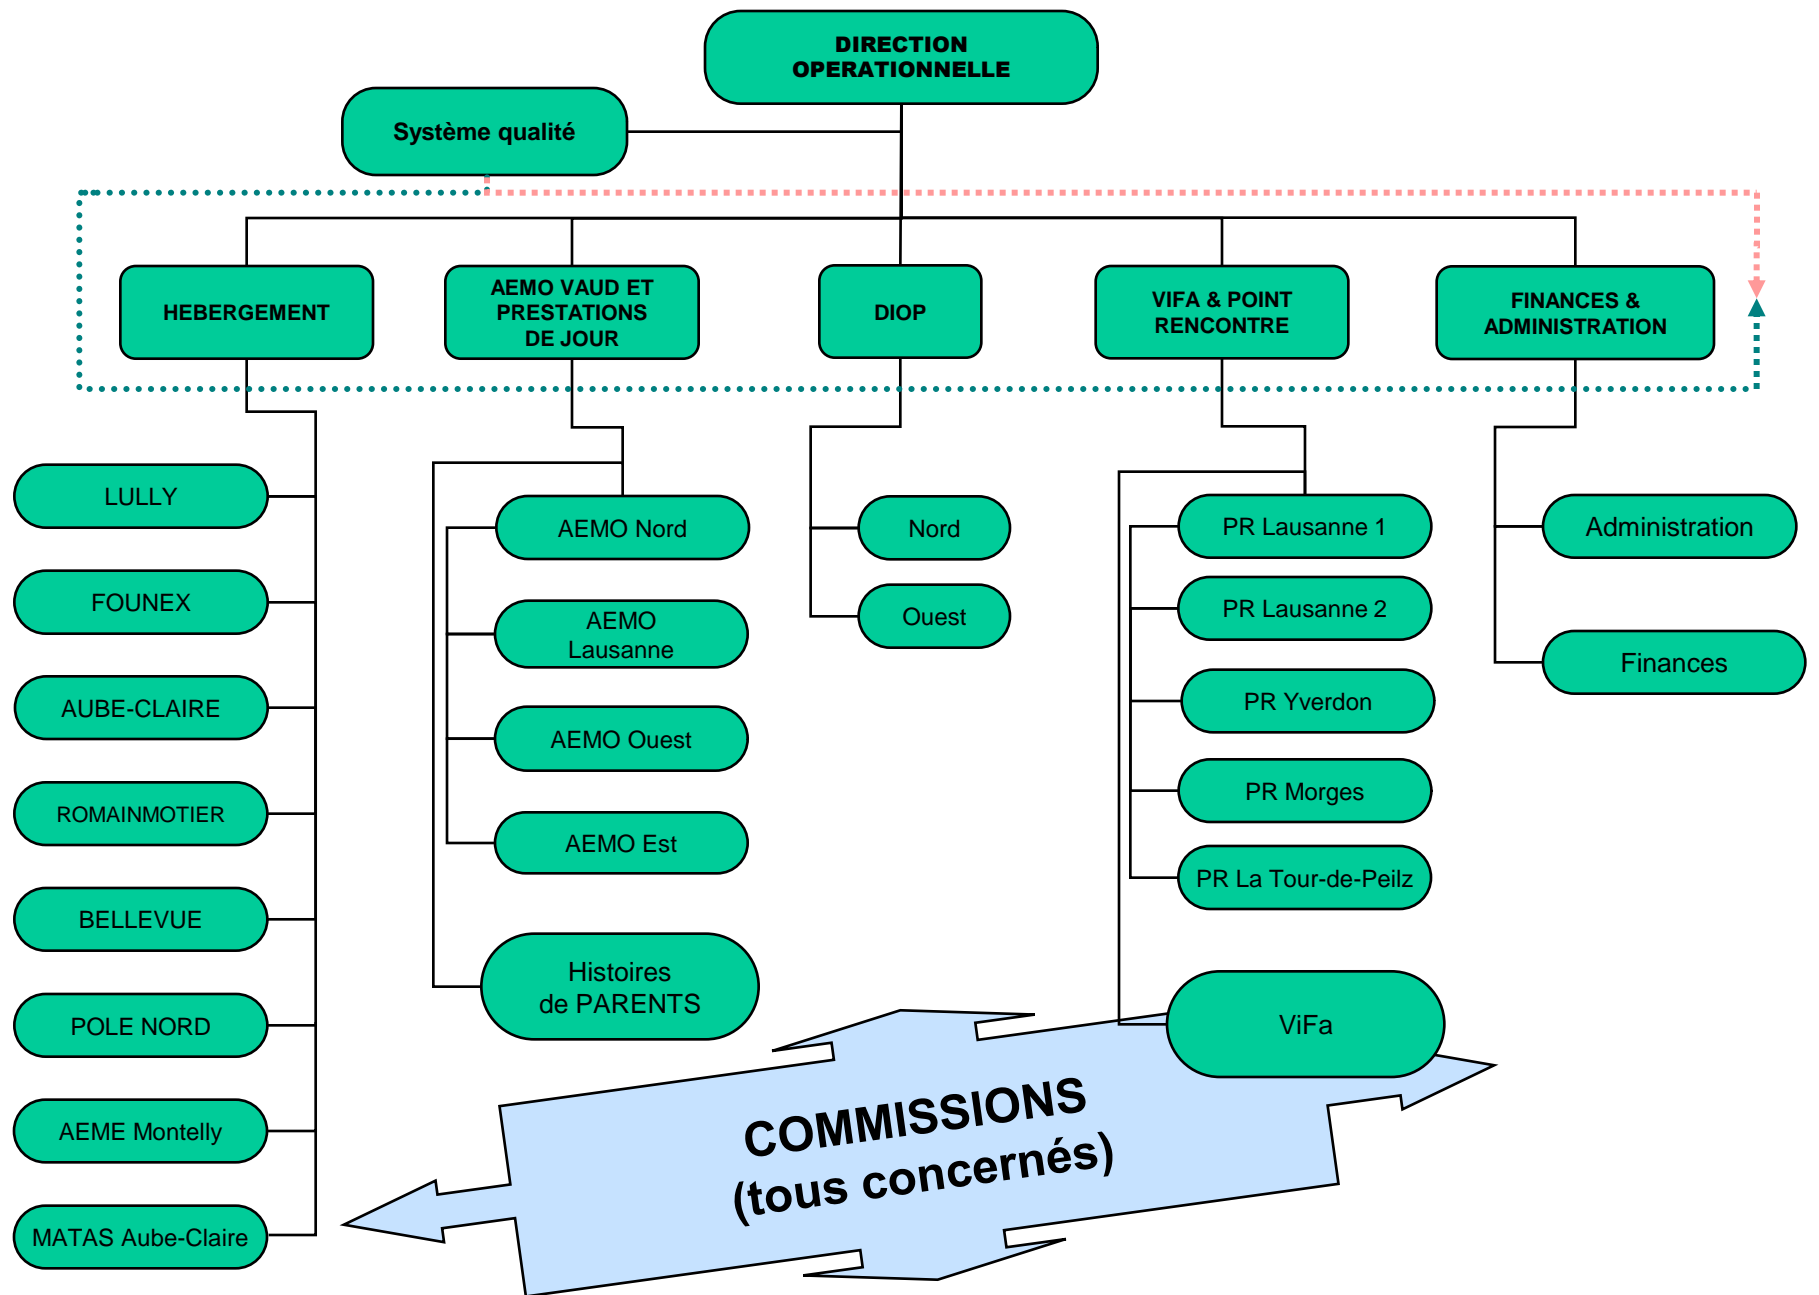 DIRECTION
OPERATIONNELLE
Système qualité
HEBERGEMENT
AEMO VAUD ET
PRESTATIONS
DE JOUR
DIOP
VIFA & POINT
RENCONTRE
FINANCES &
ADMINISTRATION
LULLY
FOUNEX
AUBE-CLAIRE
ROMAINMOTIER
BELLEVUE
POLE NORD
AEME Montelly
MATAS Aube-Claire
AEMO Nord
AEMO
Lausanne
AEMO Ouest
AEMO Est
Histoires
de PARENTS
Nord
Ouest
PR Lausanne 1
PR Lausanne 2
PR Yverdon
PR Morges
PR La Tour-de-Peilz
ViFa
Administration
Finances
COMMISSIONS
(tous concernés)